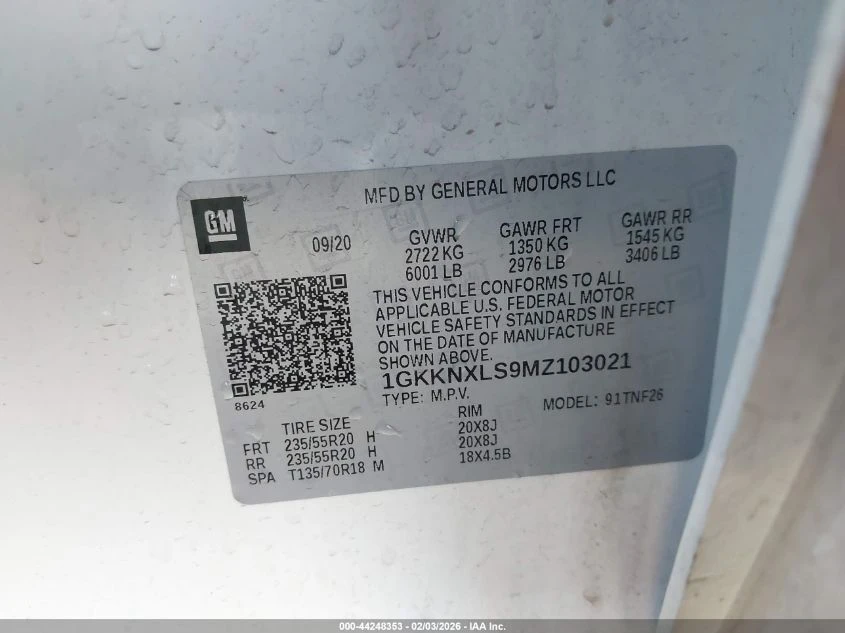 MFD BY GENERAL MOTORS LLC
GM
09/20
GVWR
2722 KG
6001 LB
GAWR FRT
1350 KG
2976 LB
GAWR RR
1545 KG
3406 LB
THIS VEHICLE CONFORMS TO ALL
APPLICABLE U.S. FEDERAL MOTOR
VEHICLE SAFETY STANDARDS IN EFFECT
ON THE DATE OF MANUFACTURE
SHOWN ABOVE.
1GKKNXLS9MZ103021
8624
TYPE: M.P.V.
MODEL: 91TNF26
TIRE SIZE RIM
FRT 235/55R20 H 20X8J
RR 235/55R20 H 20X8J
SPA T135/70R18 M 18X4.5B
000-44248353 - 02/03/2026 - IAA Inc.